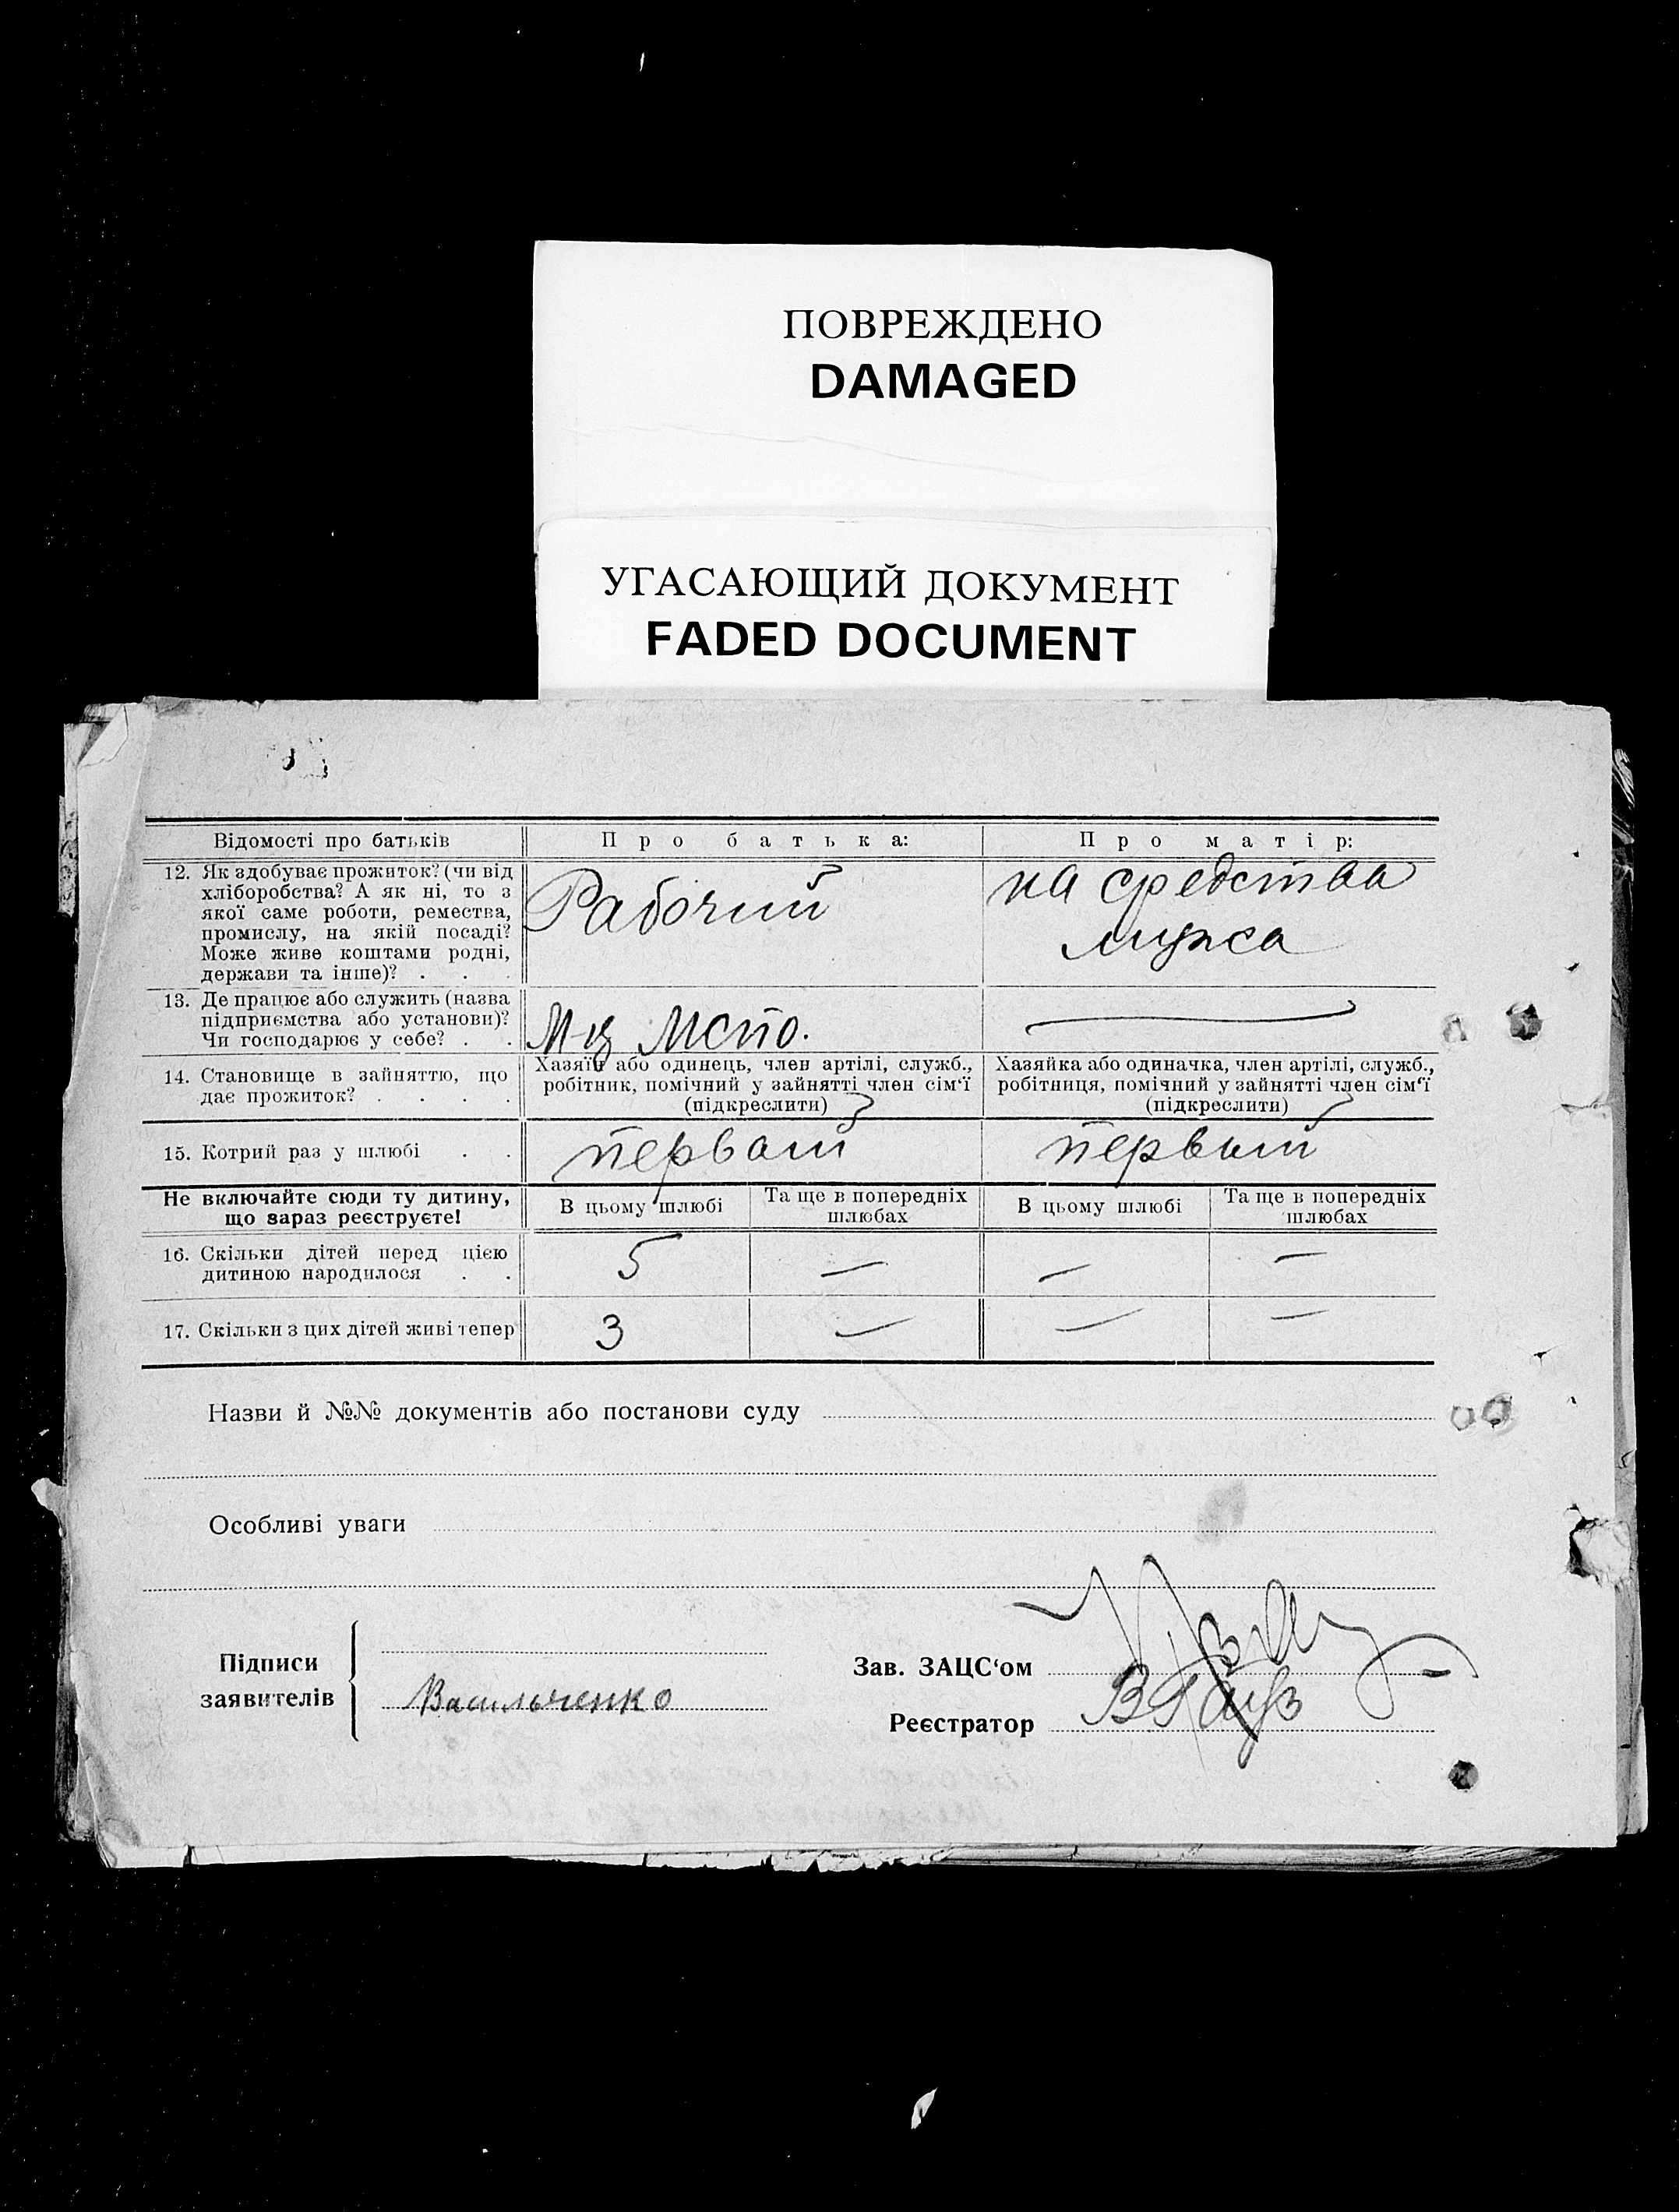 ПОВРЕЖДЕНО
DAMAGED
УГАСАЮЩИЙ ДОКУМЕНТ
FADED DOCUMENT
Відомості про батьків
Про батька:
Про матір:
12. Як здобуває прожиток? (чи від
хліборобства? А як ні, то з
якої саме роботи, ремества,
промислу, на якій посаді?
Може живе коштами родні,
держави та інше)? . . .
Рабочий
на средства
мужа
13. Де працює або служить (назва
підприємства або установи)?
Чи господарює у себе? . .
14. Становище в зайняттю, що
дає прожиток? . . . .
Хазяїн або одинець, член артілі, служб.,
робітник, помічний у зайнятті член сім‘ї
(підкреслити)
Хазяйка або одиначка, член артілі, служб.,
робітниця, помічний у зайнятті член сім‘ї
(підкреслити)
15. Котрий раз у шлюбі . .
первый
первый
Не включайте сюди ту дитину,
що зараз реєструєте!
В цьому шлюбі
Та ще в попередніх
шлюбах
В цьому шлюбі
Та ще в попередніх
шлюбах
16. Скільки дітей перед цією
дитиною народилося . .
5 — — —
17. Скільки з цих дітей живі тепер
3 — — —
Назви й №№ документів або постанови суду
Особливі уваги
Підписи
заявителів
Васильченко
Зав. ЗАЦС‘ом
Реєстратор